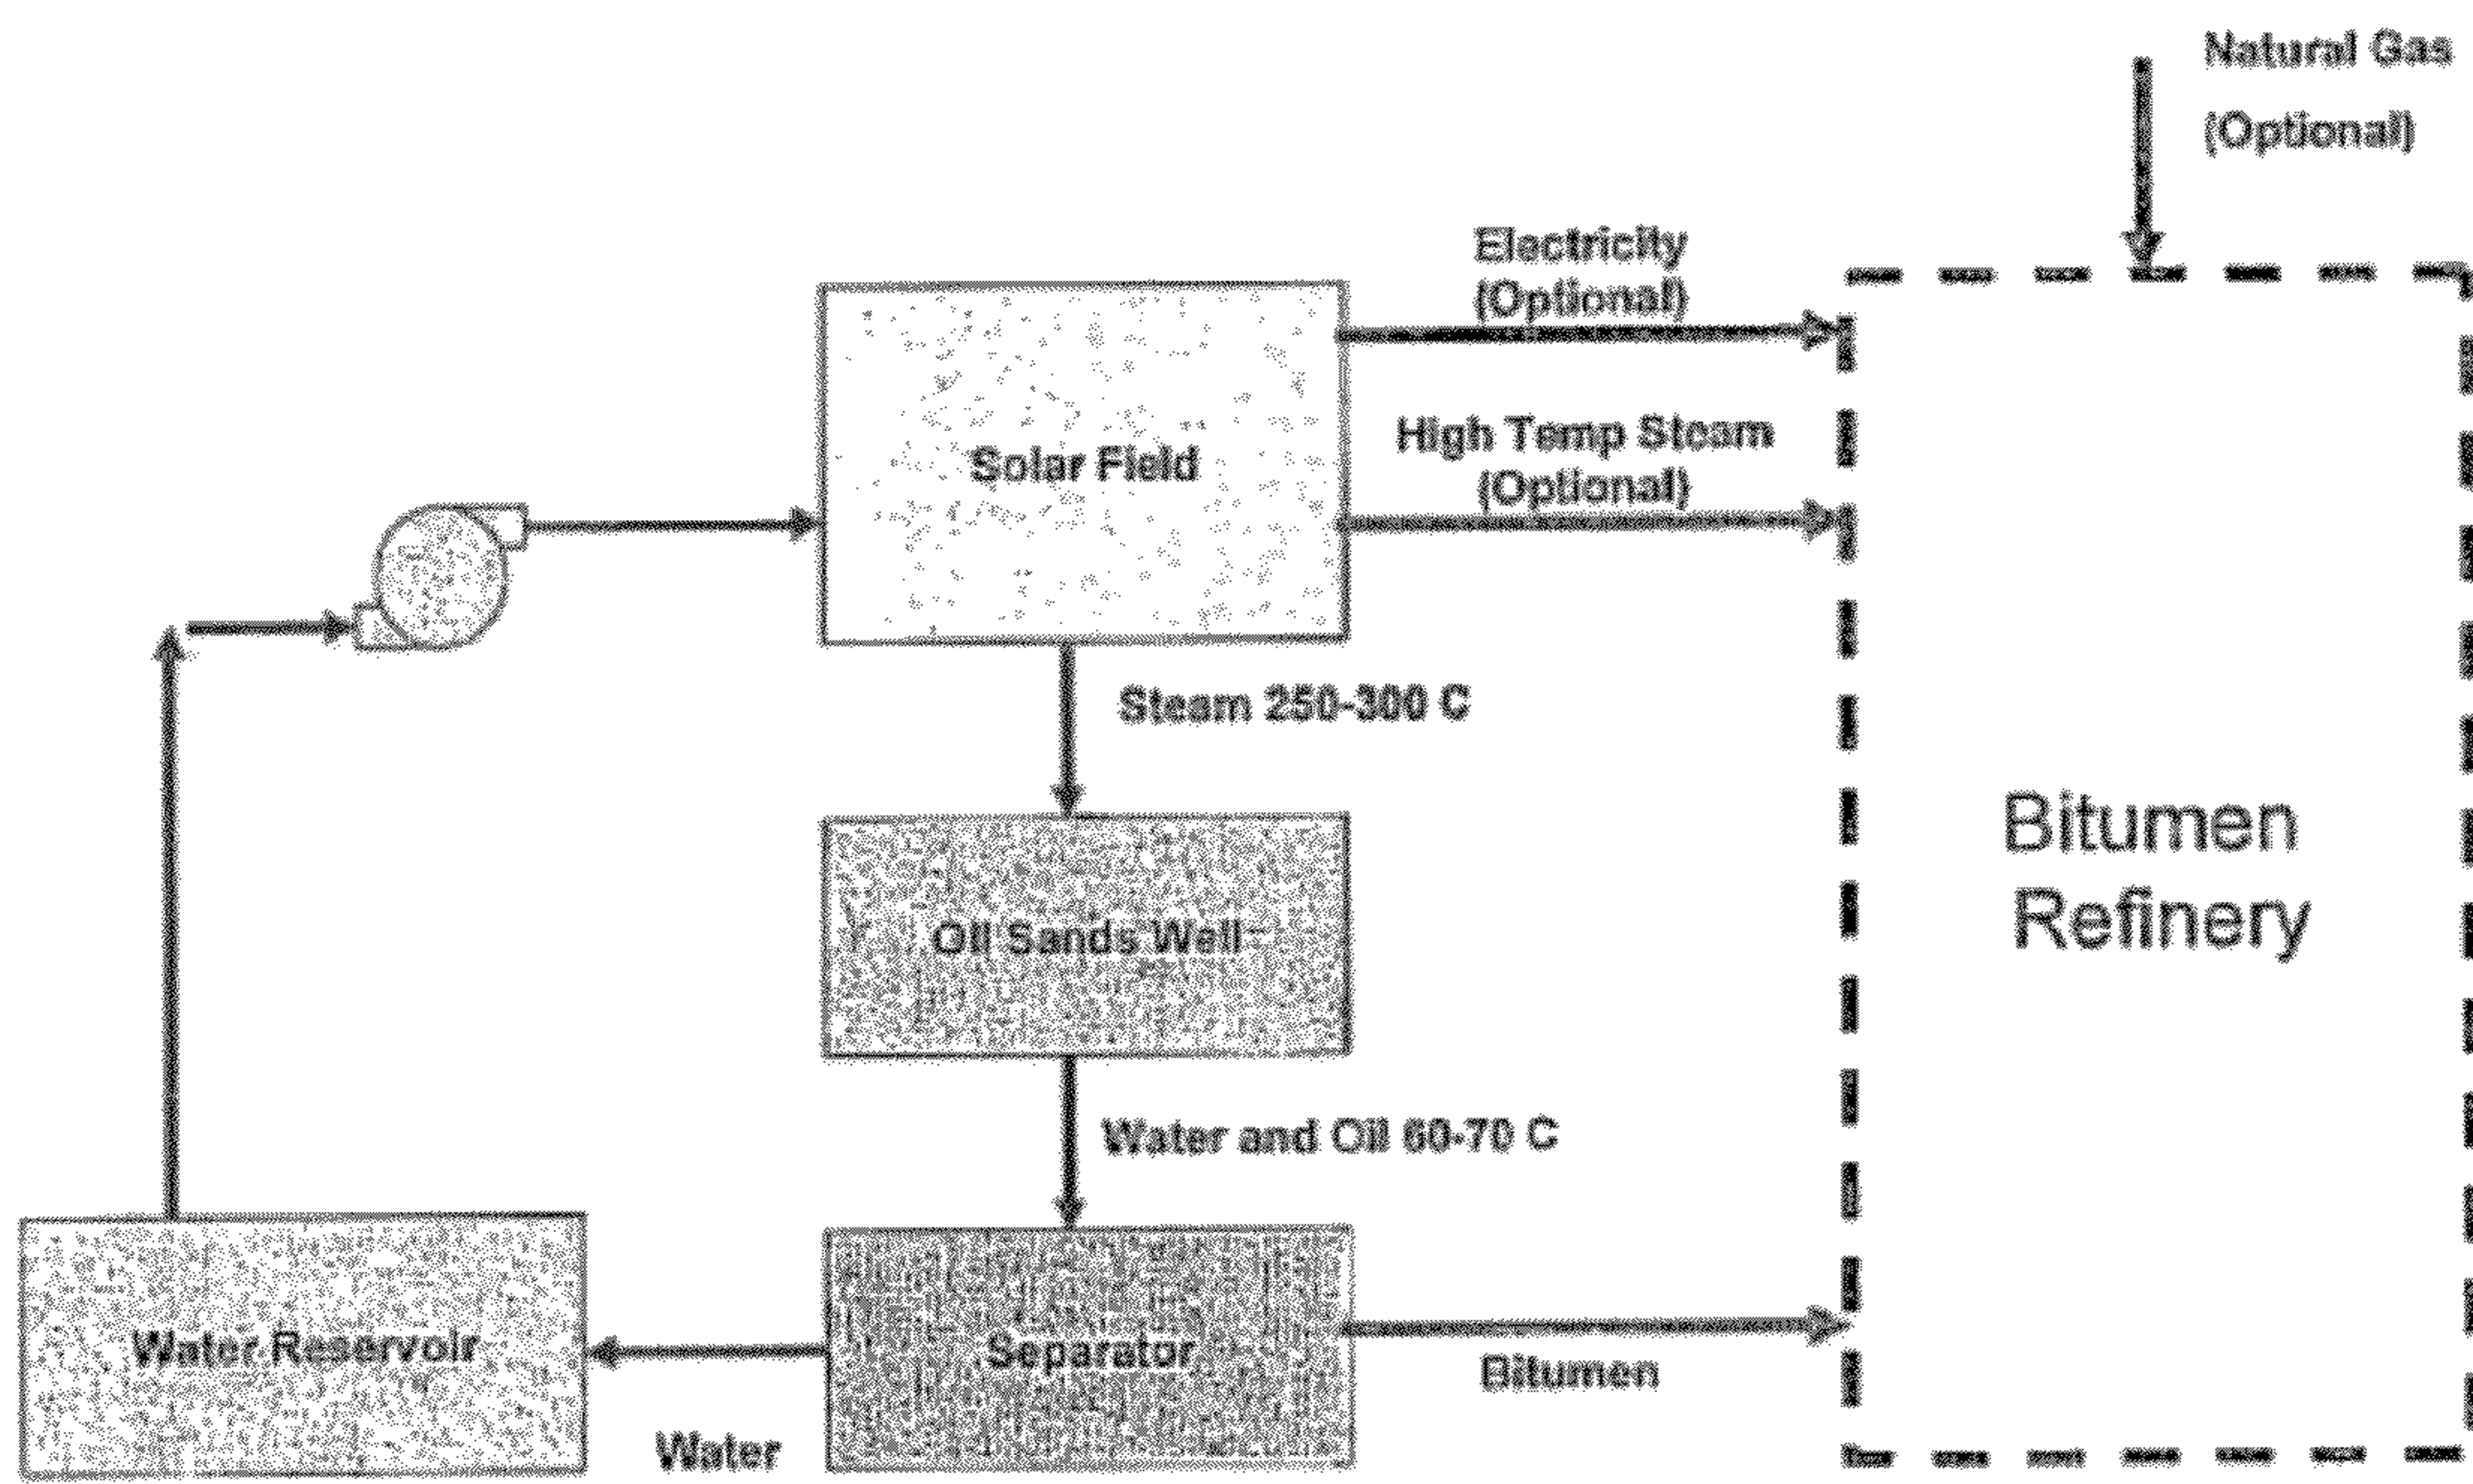 Natural Gas
(Optional)
Electricity
(Optional)
High Temp Steam
(Optional)
Solar Field
Steam 250-300 C
Bitumen
Refinery
Oil Sands Well
Water and Oil 60-70 C
Water Reservoir
Separator
Bitumen
Water